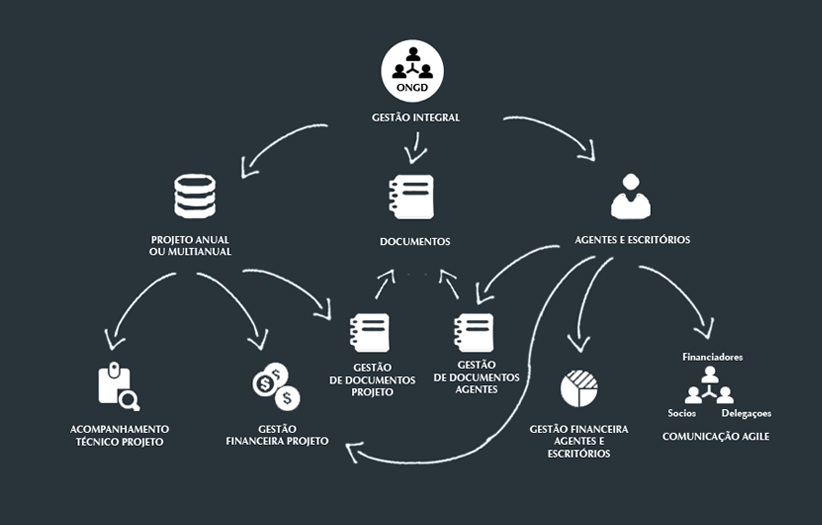 ONGD
GESTÃO INTEGRAL
PROJETO ANUAL
OU MULTIANUAL
DOCUMENTOS
AGENTES E ESCRITÓRIOS
ACOMPANHAMENTO
TÉCNICO PROJETO
$
$
$
GESTÃO
FINANCEIRA PROJETO
GESTÃO
DE DOCUMENTOS
PROJETO
GESTÃO
DE DOCUMENTOS
AGENTES
GESTÃO FINANCEIRA
AGENTES E
ESCRITÓRIOS
Financiadores
Socios
Delegaçoes
COMUNICAÇÃO AGILE